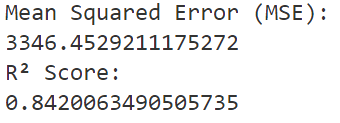 Mean Squared Error (MSE):
3346.4529211175272
R² Score:
0.8420063490505735